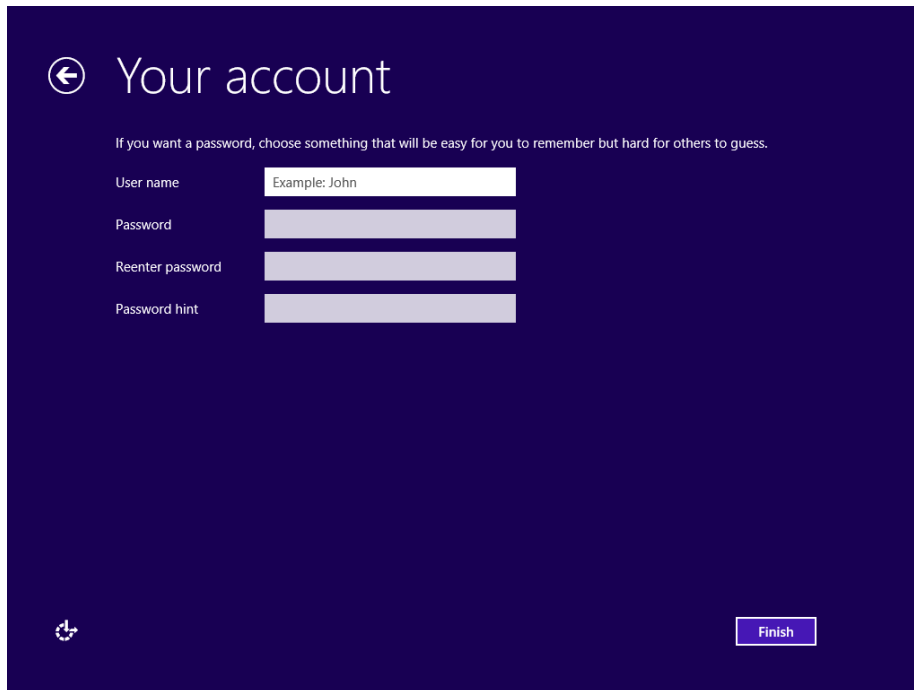 Your account
If you want a password, choose something that will be easy for you to remember but hard for others to guess.
User name
Example: John
Password
Reenter password
Password hint
Finish